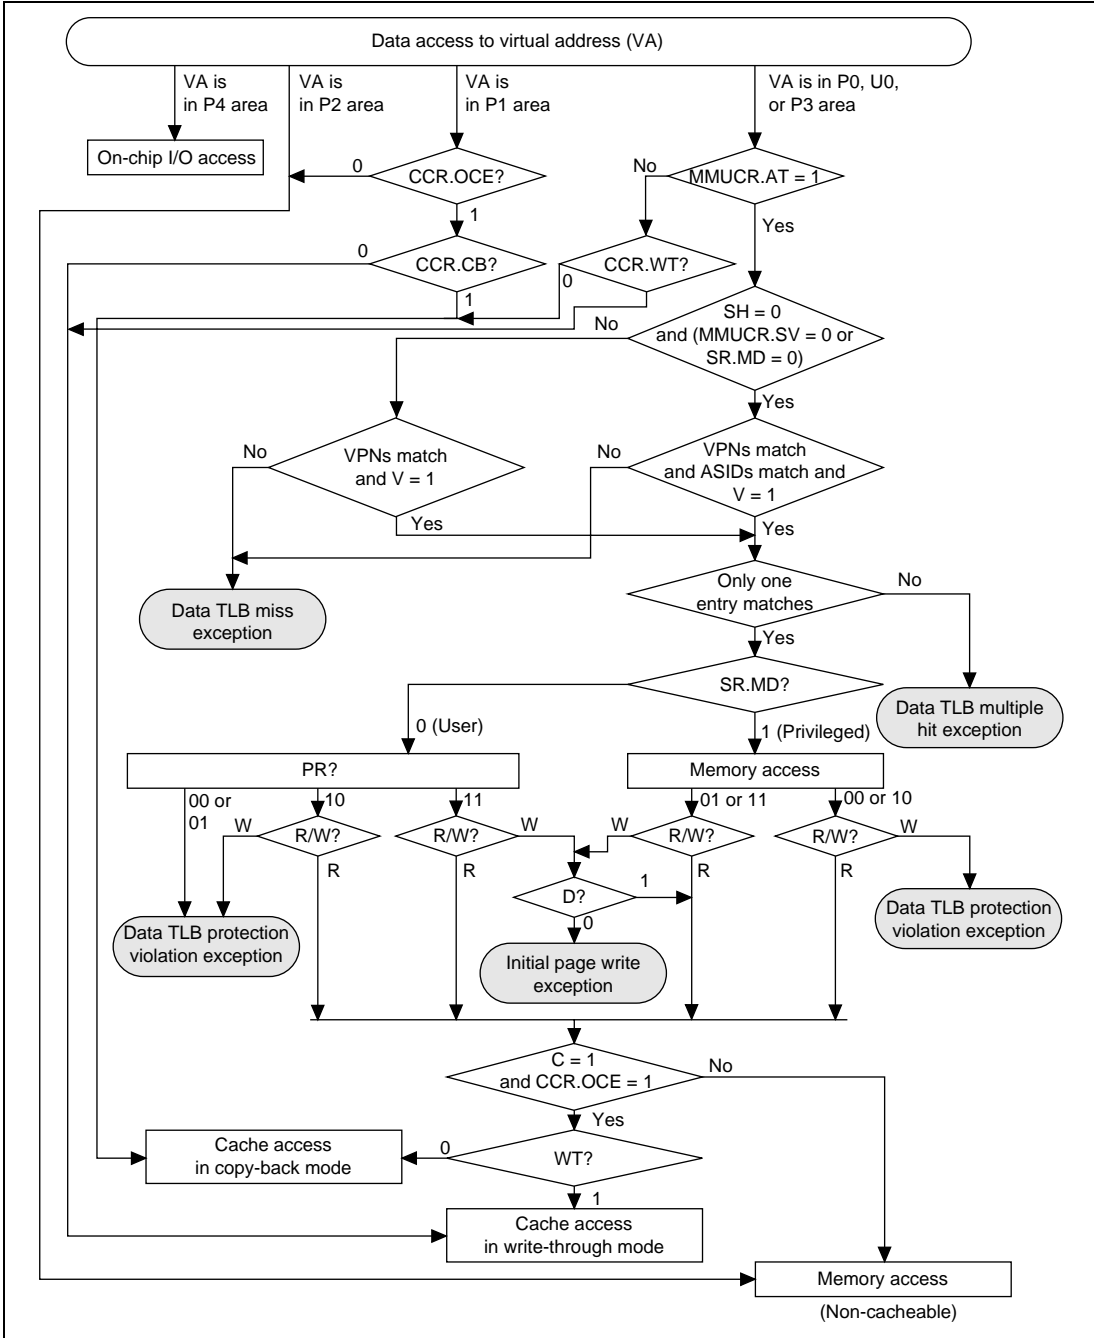 Data access to virtual address (VA)
VA is
in P4 area
VA is
in P2 area
VA is
in P1 area
VA is in P0, U0,
or P3 area
On-chip I/O access
0
CCR.OCE?
No
MMUCR.AT = 1
1
Yes
0
CCR.CB?
CCR.WT?
0
1
SH = 0
and (MMUCR.SV = 0 or
SR.MD = 0)
No
Yes
No
VPNs match
and V = 1
No
VPNs match
and ASIDs match and
V = 1
Yes
Yes
Only one
entry matches
No
Data TLB miss
exception
Yes
SR.MD?
Data TLB multiple
hit exception
0 (User)
1 (Privileged)
PR?
Memory access
00 or
01
10
11
01 or 11
00 or 10
W
R/W?
R/W?
W
W
R/W?
R/W?
W
R
R
R
R
D?
1
0
Data TLB protection
violation exception
Data TLB protection
violation exception
Initial page write
exception
C = 1
and CCR.OCE = 1
No
Yes
Cache access
in copy-back mode
0
WT?
1
Cache access
in write-through mode
Memory access
(Non-cacheable)